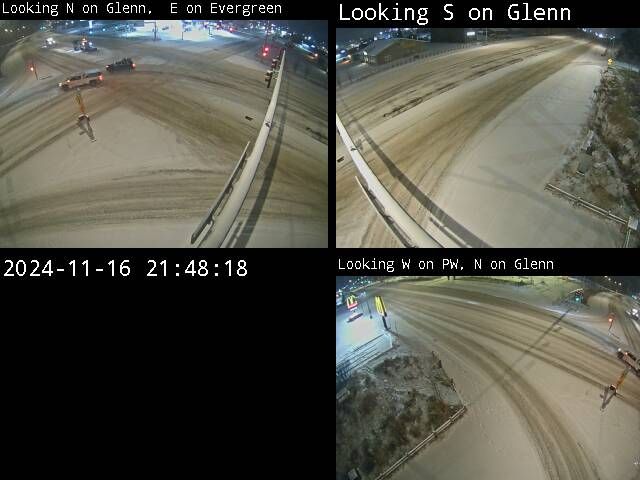 Looking N on Glenn,  E on Evergreen
Looking S on Glenn
2024-11-16 21:48:18
Looking W on PW, N on Glenn